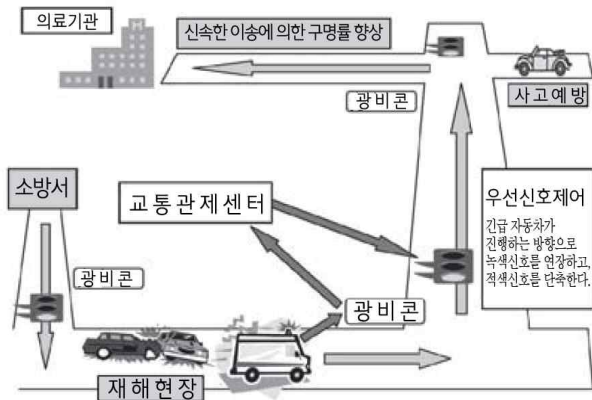 의료기관
신속한 이송에 의한 구명률 향상
광비콘
사고예방
소방서
교통관제센터
우선신호제어
긴급 자동차가
진행하는 방향으로
녹색신호를 연장하고,
적색신호를 단축한다.
광비콘
광비콘
재해현장